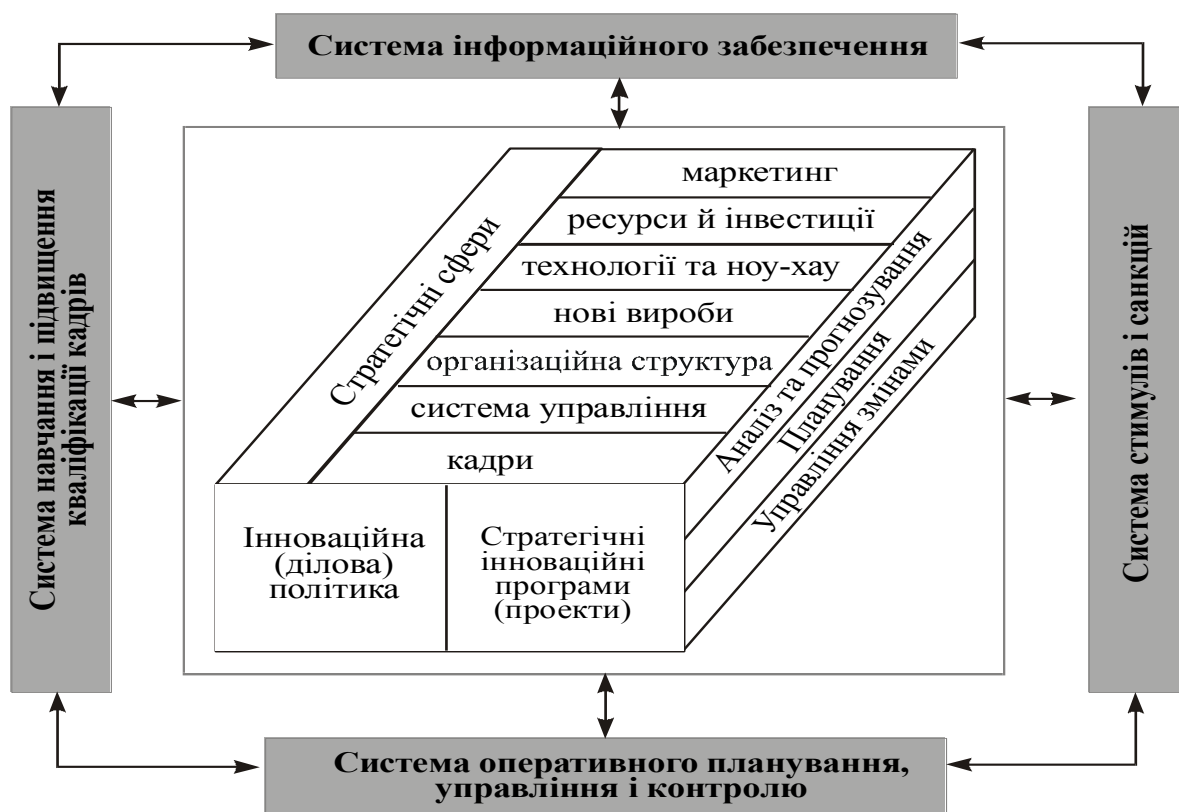 Система інформаційного забезпечення
Система навчання і підвищення
кваліфікації кадрів
Стратегічні сфери
маркетинг
ресурси й інвестиції
технології та ноу-хау
нові вироби
організаційна структура
система управління
кадри
Аналіз та прогнозування
Планування
Управління змінами
Інноваційна
(ділова)
політика
Стратегічні
інноваційні
програми
(проекти)
Система стимулів і санкцій
Система оперативного планування,
управління і контролю